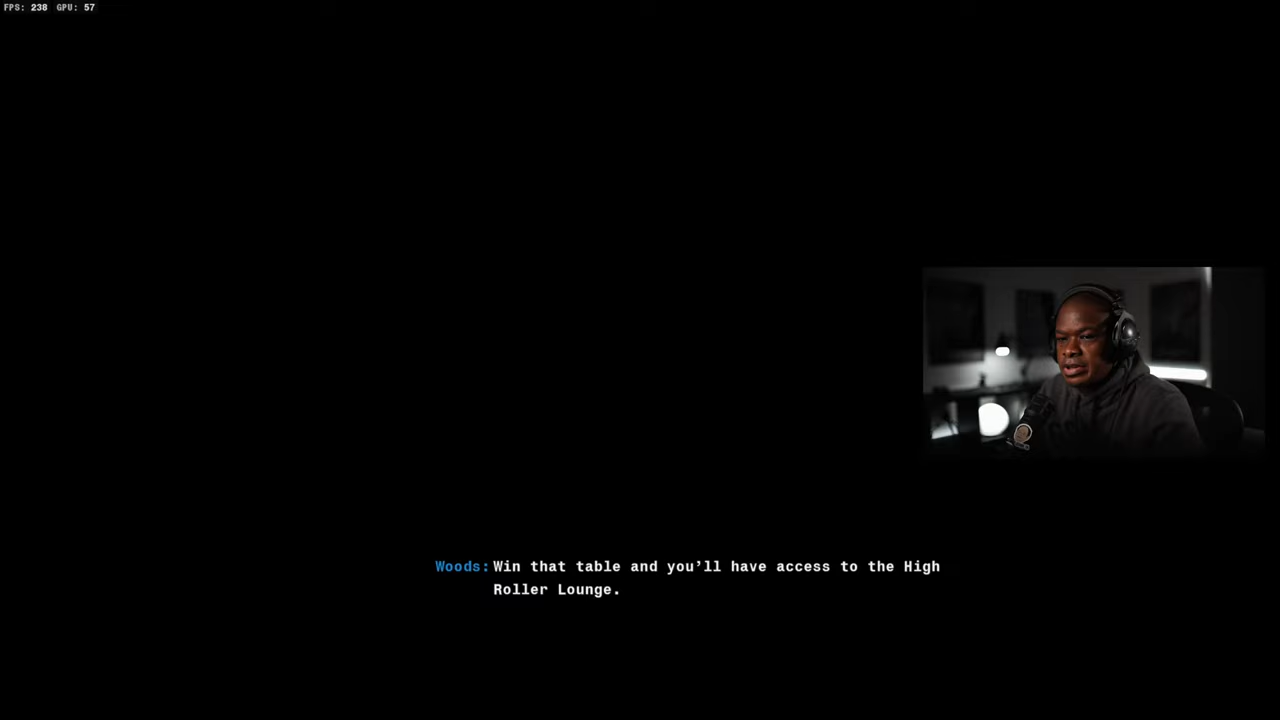 FPS: 238 GPU: 57
Woods: Win that table and you’ll have access to the High
Roller Lounge.